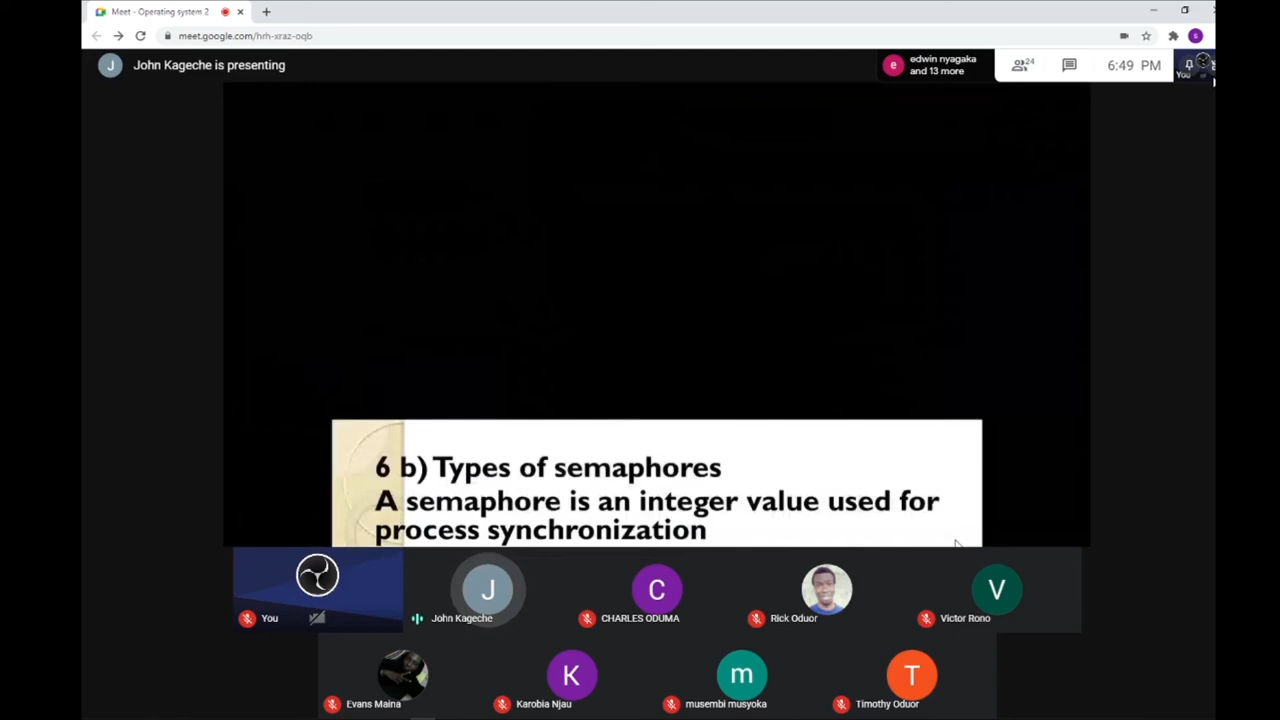 Meet - Operating system 2
meet.google.com/hrh-xraz-oqb
J
John Kageche is presenting
e
edwin nyagaka
and 13 more
24
6:49 PM
You
S
6 b) Types of semaphores
A semaphore is an integer value used for
process synchronization
You
J
John Kageche
C
CHARLES ODUMA
Rick Oduor
V
Victor Rono
Evans Maina
K
Karobia Njau
m
musembi musyoka
T
Timothy Oduor